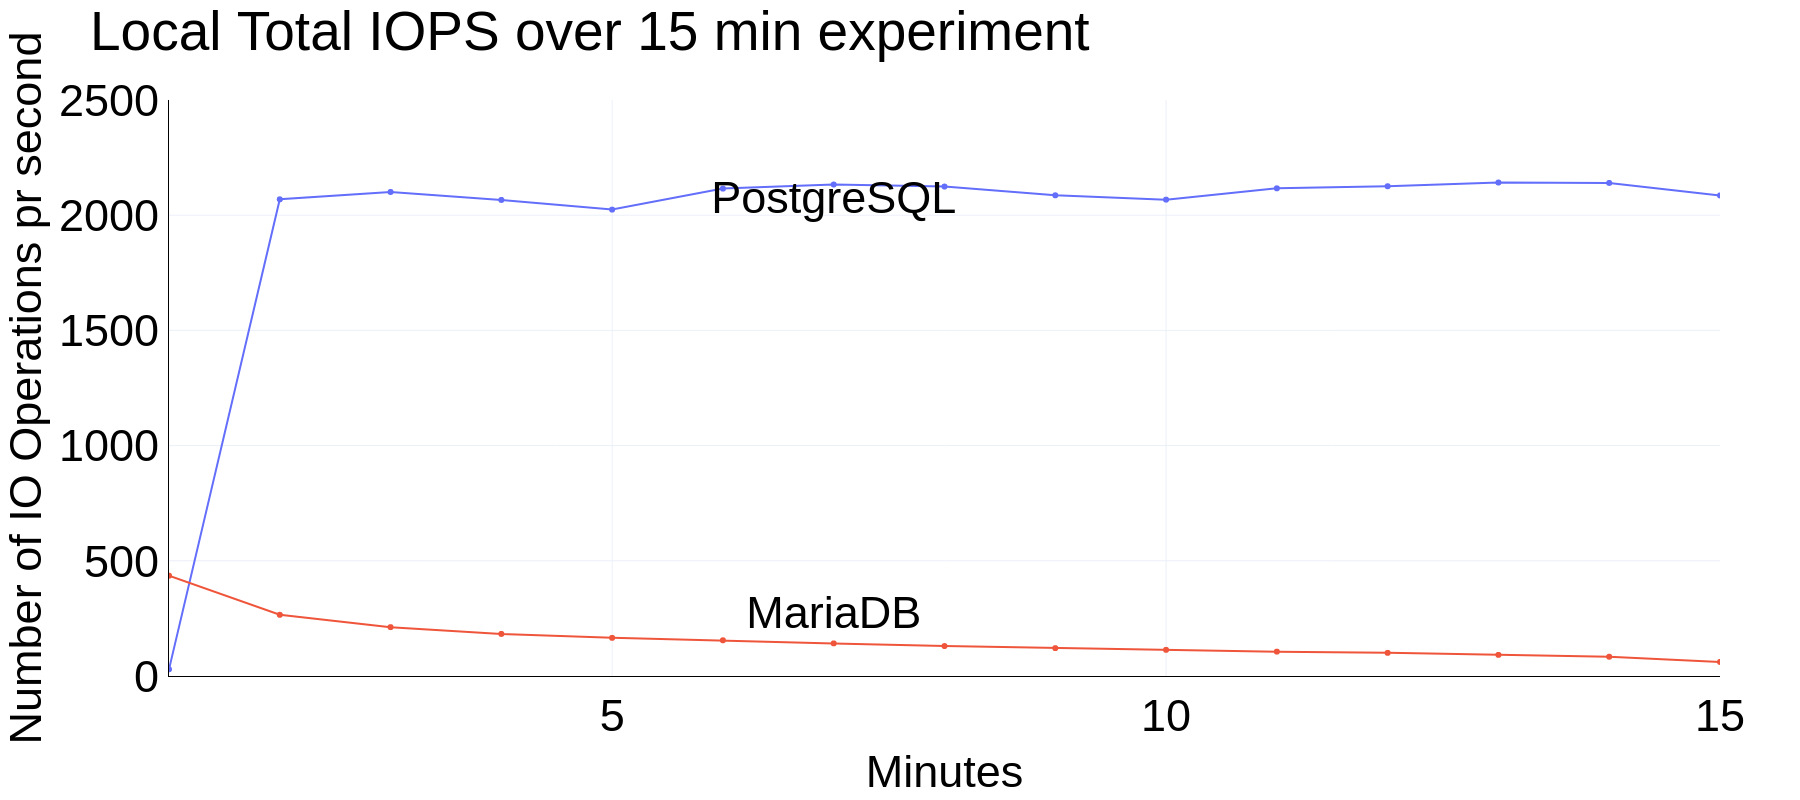 Local Total IOPS over 15 min experiment
Number of IO Operations pr second
2500
2000
1500
1000
500
0
PostgreSQL
MariaDB
5
10
15
Minutes